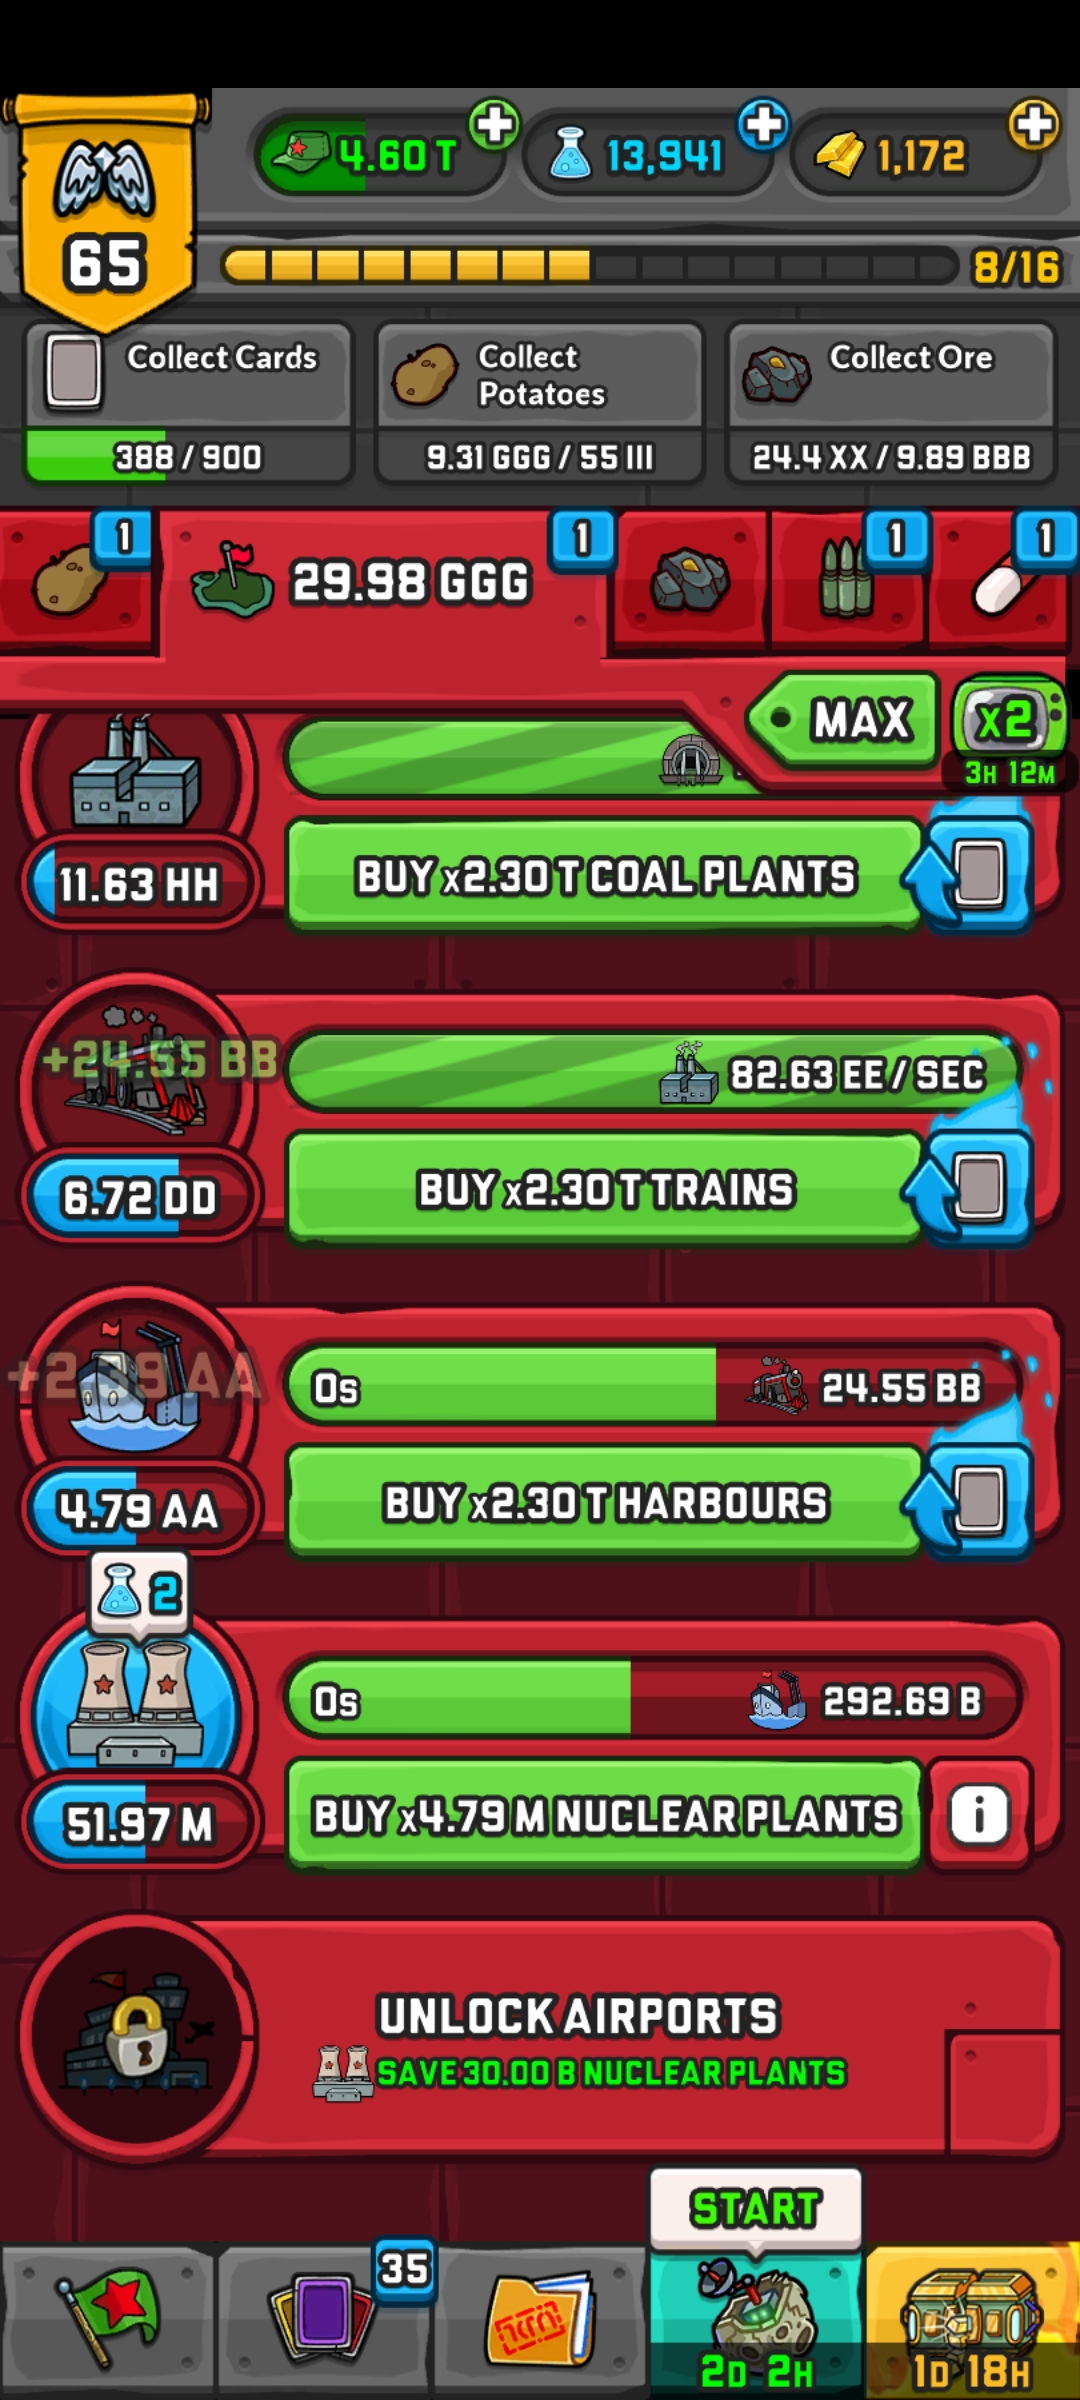 4.60 T
13,941
1,172
65
8/16
Collect Cards
388 / 900
Collect
Potatoes
9.31 GGG / 55 III
Collect Ore
24.4 XX / 9.89 BBB
1
29.98 GGG
1
1
1
MAX
x2
3H 12M
11.63 HH
BUY x2.30 T COAL PLANTS
+24.55 BB
82.63 EE / SEC
6.72 DD
BUY x2.30 T TRAINS
+2.39 AA
0s
24.55 BB
4.79 AA
BUY x2.30 T HARBOURS
2
0s
292.69 B
51.97 M
BUY x4.79 M NUCLEAR PLANTS
i
UNLOCK AIRPORTS
SAVE 30.00 B NUCLEAR PLANTS
START
35
2D 2H
1D 18H